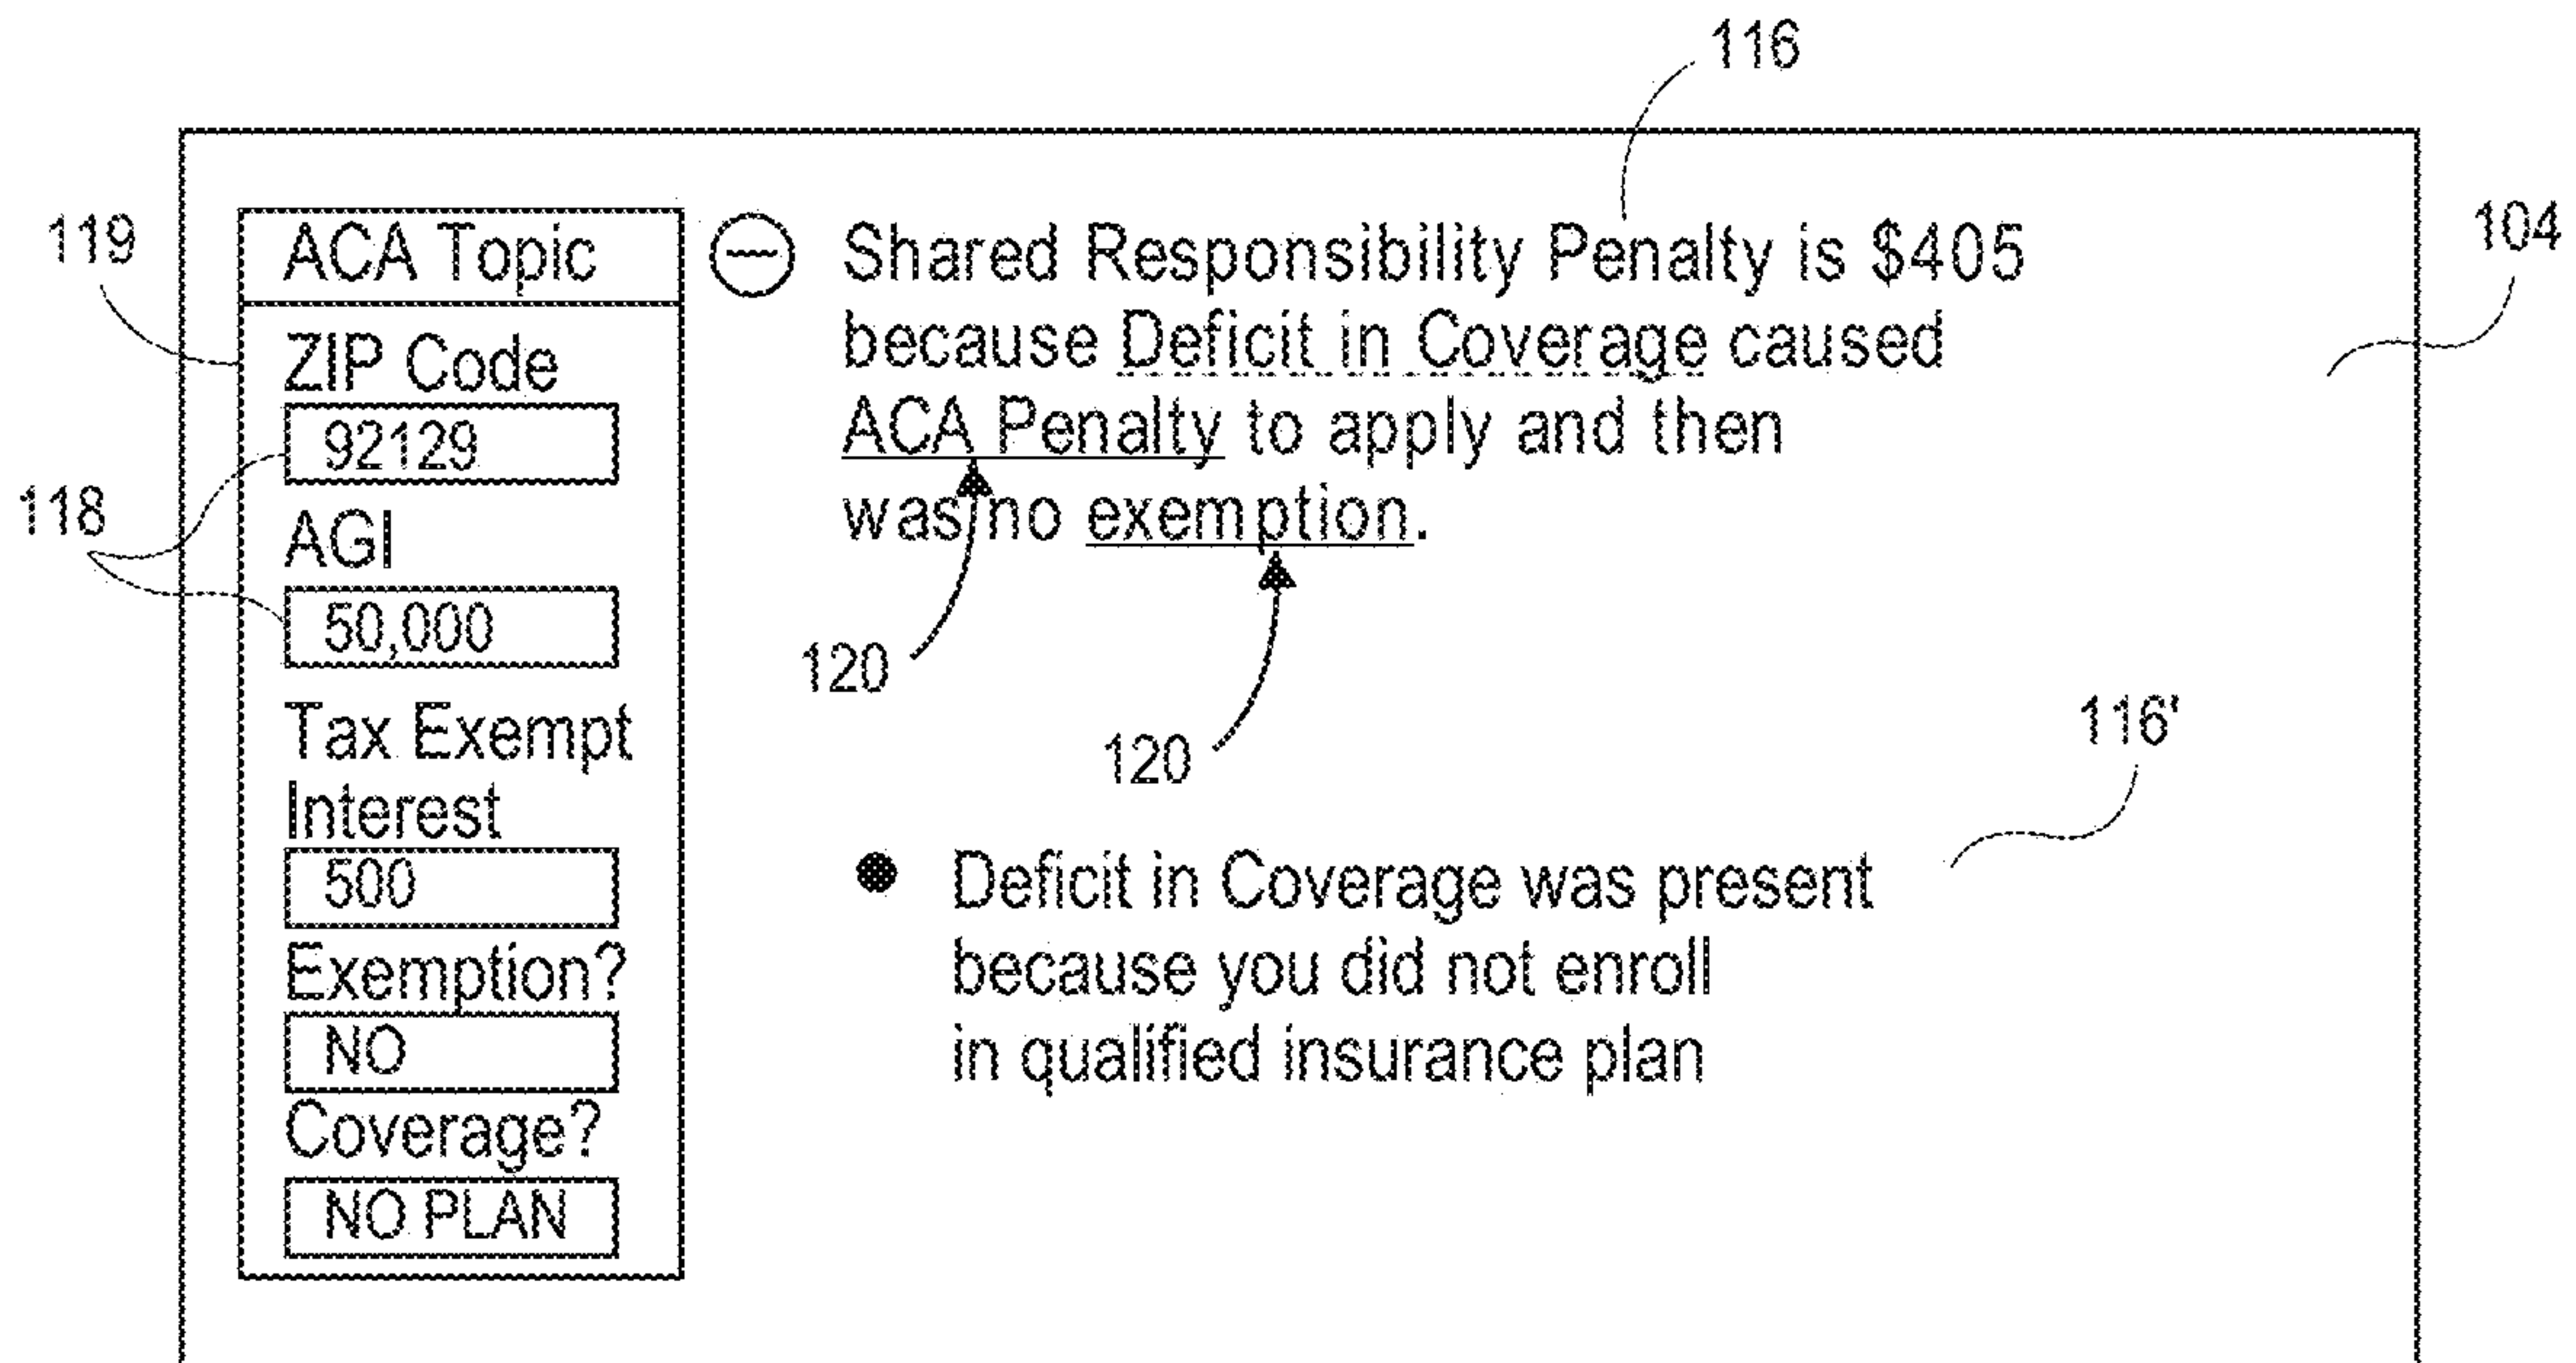 116
119
104
118
ACA Topic
ZIP Code
92129
AGI
50,000
Tax Exempt
Interest
500
Exemption?
NO
Coverage?
NO PLAN
Shared Responsibility Penalty is $405
because Deficit in Coverage caused
ACA Penalty to apply and then
was no exemption.
120
120
116'
Deficit in Coverage was present
because you did not enroll
in qualified insurance plan